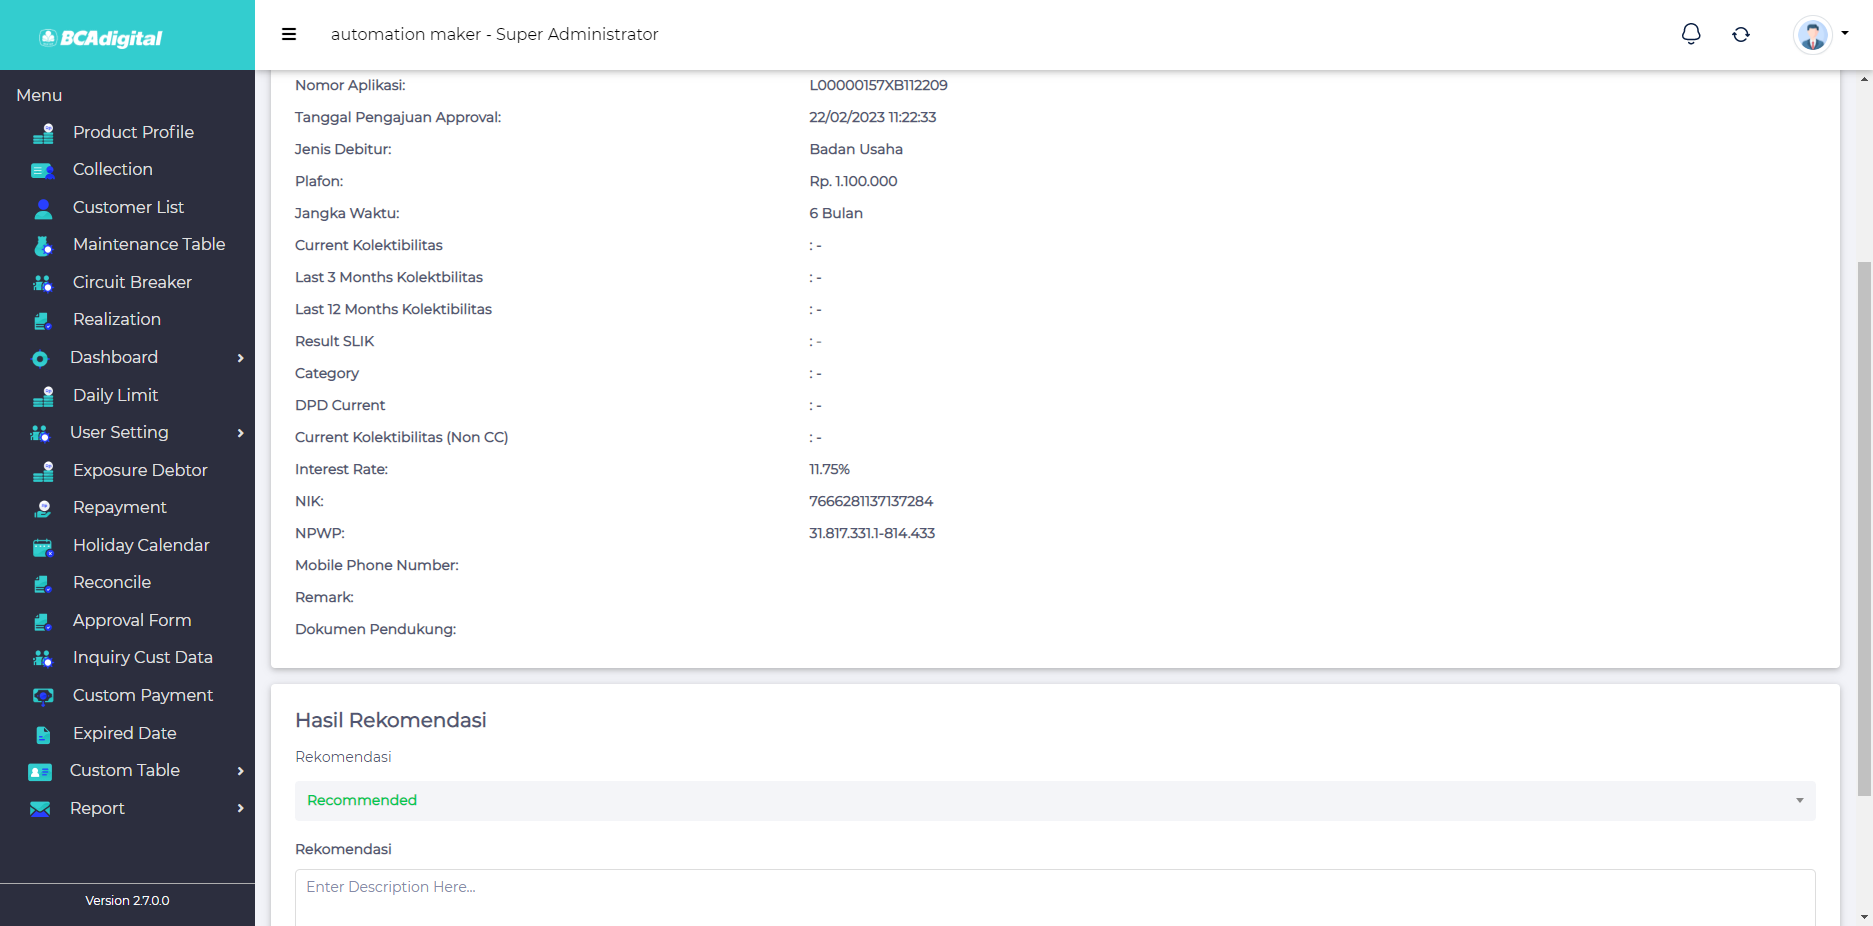 BCAdigital
automation maker - Super Administrator
Menu
Product Profile
Collection
Customer List
Maintenance Table
Circuit Breaker
Realization
Dashboard
Daily Limit
User Setting
Exposure Debtor
Repayment
Holiday Calendar
Reconcile
Approval Form
Inquiry Cust Data
Custom Payment
Expired Date
Custom Table
Report
Version 2.7.0.0
Nomor Aplikasi: L00000157XB112209
Tanggal Pengajuan Approval: 22/02/2023 11:22:33
Jenis Debitur: Badan Usaha
Plafon: Rp. 1.100.000
Jangka Waktu: 6 Bulan
Current Kolektibilitas : -
Last 3 Months Kolektbilitas : -
Last 12 Months Kolektibilitas : -
Result SLIK : -
Category : -
DPD Current : -
Current Kolektibilitas (Non CC) : -
Interest Rate: 11.75%
NIK: 7666281137137284
NPWP: 31.817.331.1-814.433
Mobile Phone Number:
Remark:
Dokumen Pendukung:
Hasil Rekomendasi
Rekomendasi
Recommended
Rekomendasi
Enter Description Here...